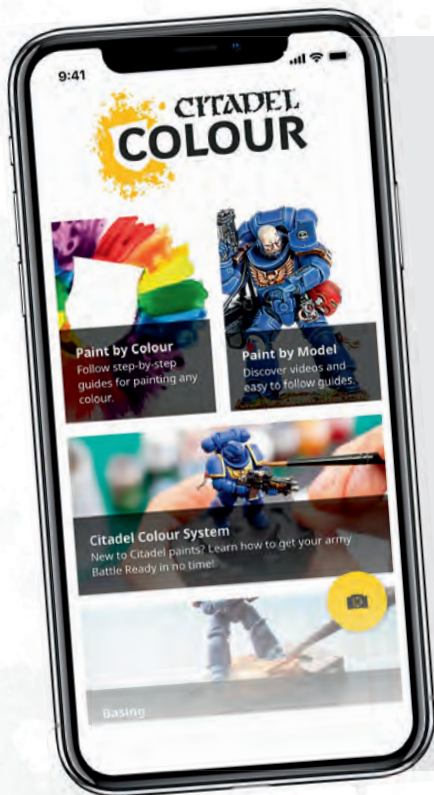 9:41
CITADEL
COLOUR
Paint by Colour
Follow step-by-step
guides for painting any
colour.
Paint by Model
Discover videos and
easy to follow guides.
Citadel Colour System
New to Citadel paints? Learn how to get your army
Battle Ready in no time!
Basing